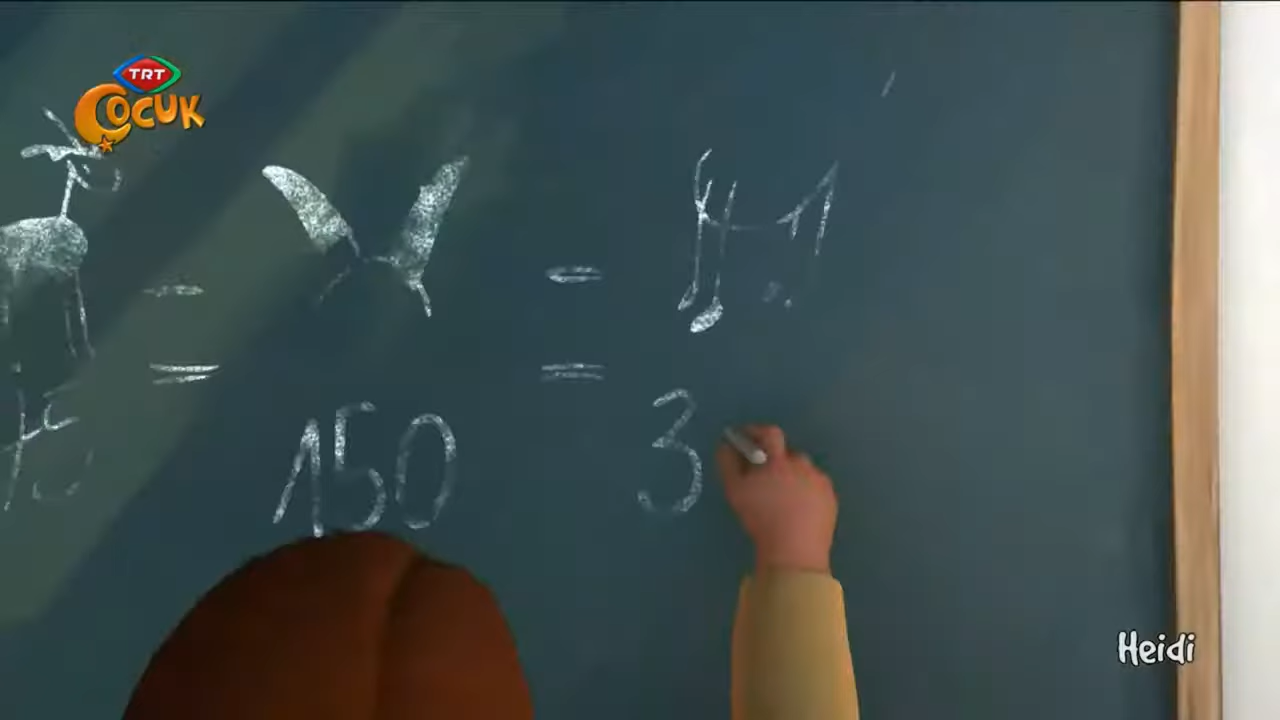 TRT
ÇOCUK
= =
150 3
Heidi